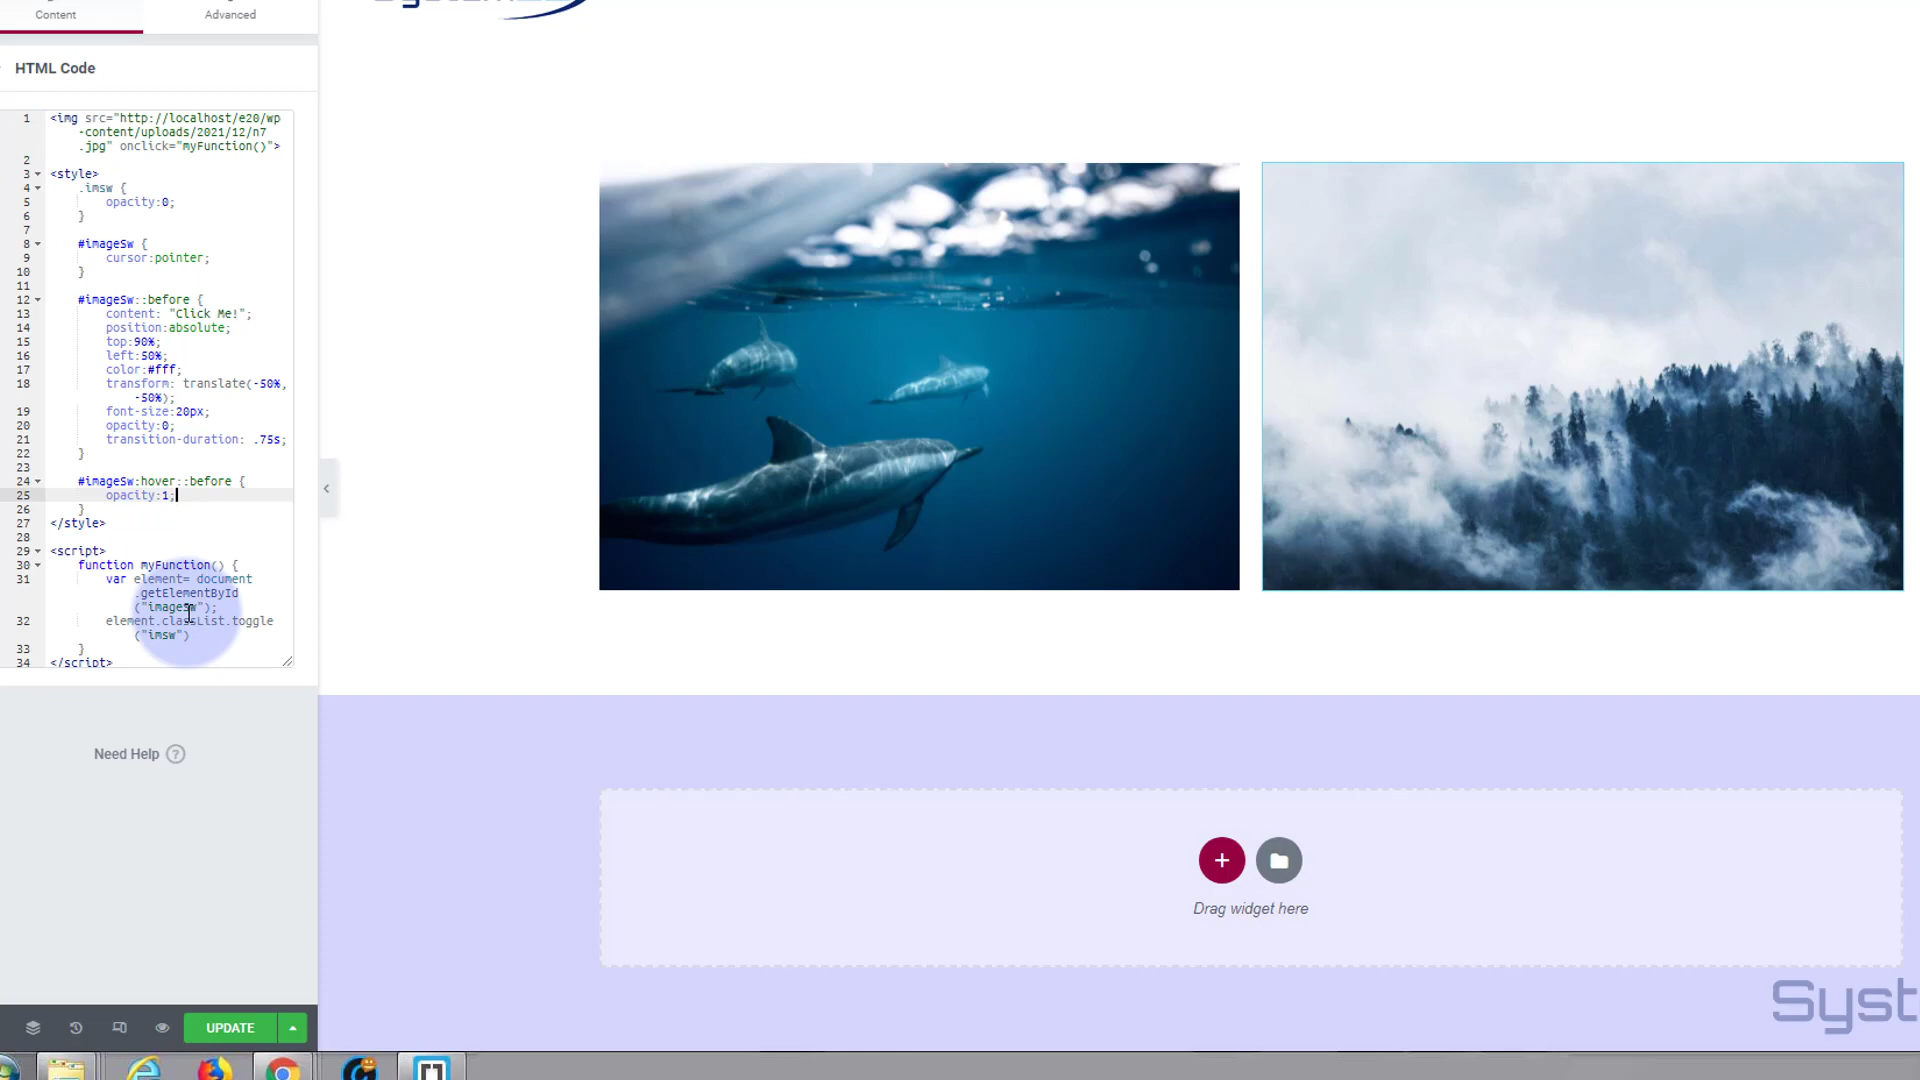 Content
Advanced
HTML Code
1 <img src="http://localhost/e20/wp
-content/uploads/2021/12/n7
.jpg" onclick="myFunction()">
2
3 <style>
4 .imsw {
5 opacity:0;
6 }
7
8 #imageSw {
9 cursor:pointer;
10 }
11
12 #imageSw::before {
13 content: "Click Me!";
14 position:absolute;
15 top:90%;
16 left:50%;
17 color:#fff;
18 transform: translate(-50%,
-50%);
19 font-size:20px;
20 opacity:0;
21 transition-duration: .75s;
22 }
23
24 #imageSw:hover::before {
25 opacity:1;
26 }
27 </style>
28
29 <script>
30 function myFunction() {
31 var element= document
.getElementById
("imageSw");
32 element.classList.toggle
("imsw")
33 }
34 </script>
Need Help ?
UPDATE
Drag widget here
Syst